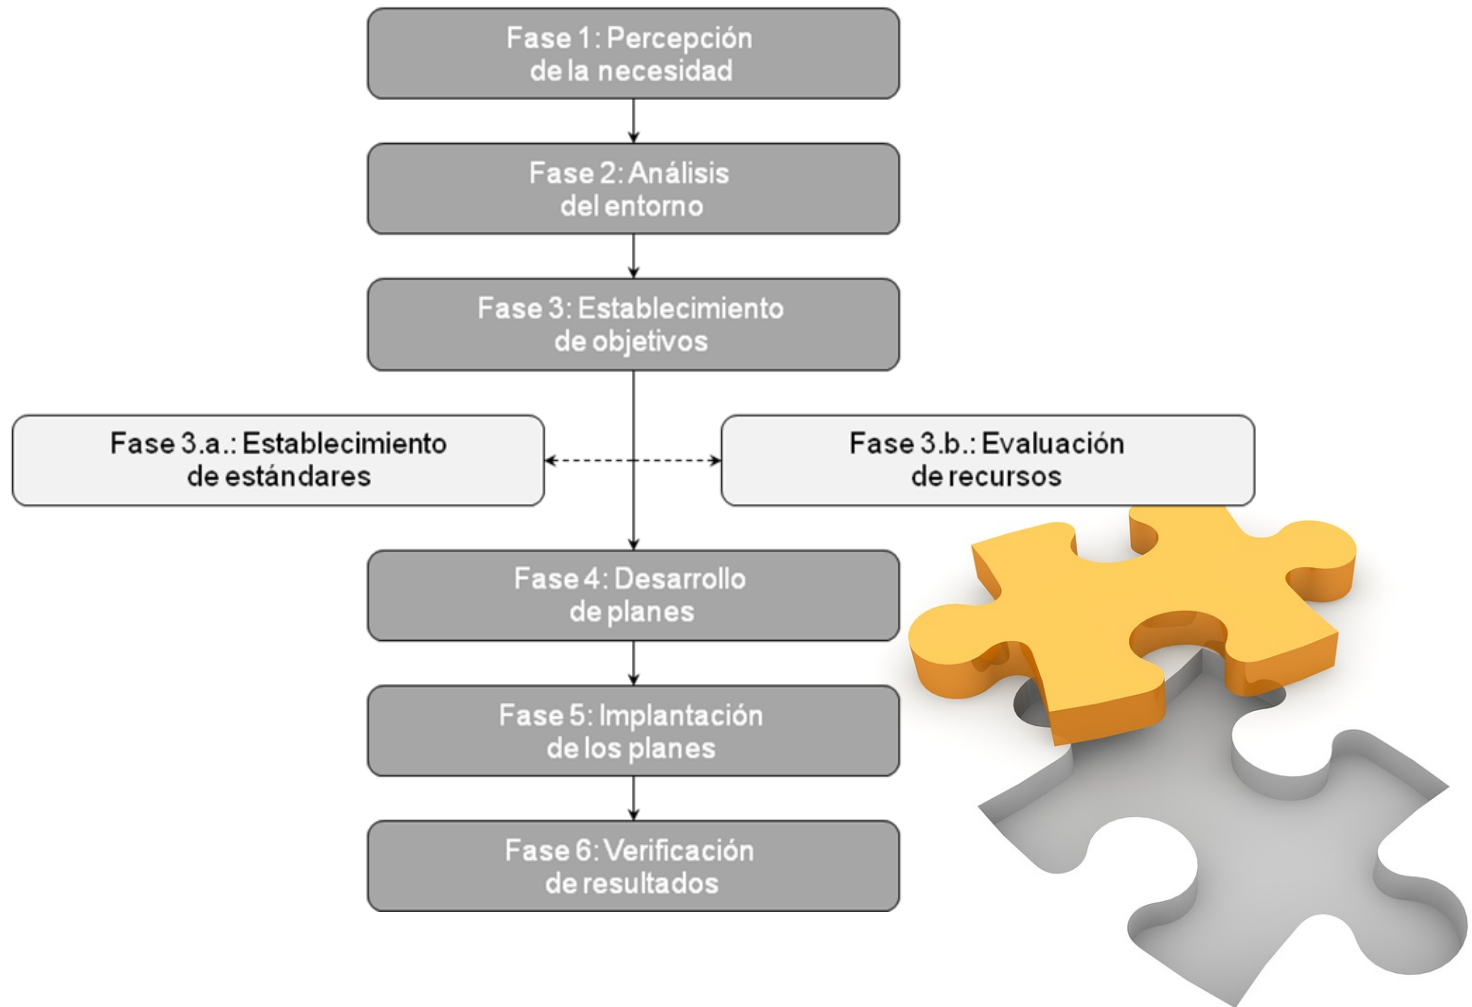 Fase 1: Percepción
de la necesidad
Fase 2: Análisis
del entorno
Fase 3: Establecimiento
de objetivos
Fase 3.a.: Establecimiento
de estándares
Fase 3.b.: Evaluación
de recursos
Fase 4: Desarrollo
de planes
Fase 5: Implantación
de los planes
Fase 6: Verificación
de resultados